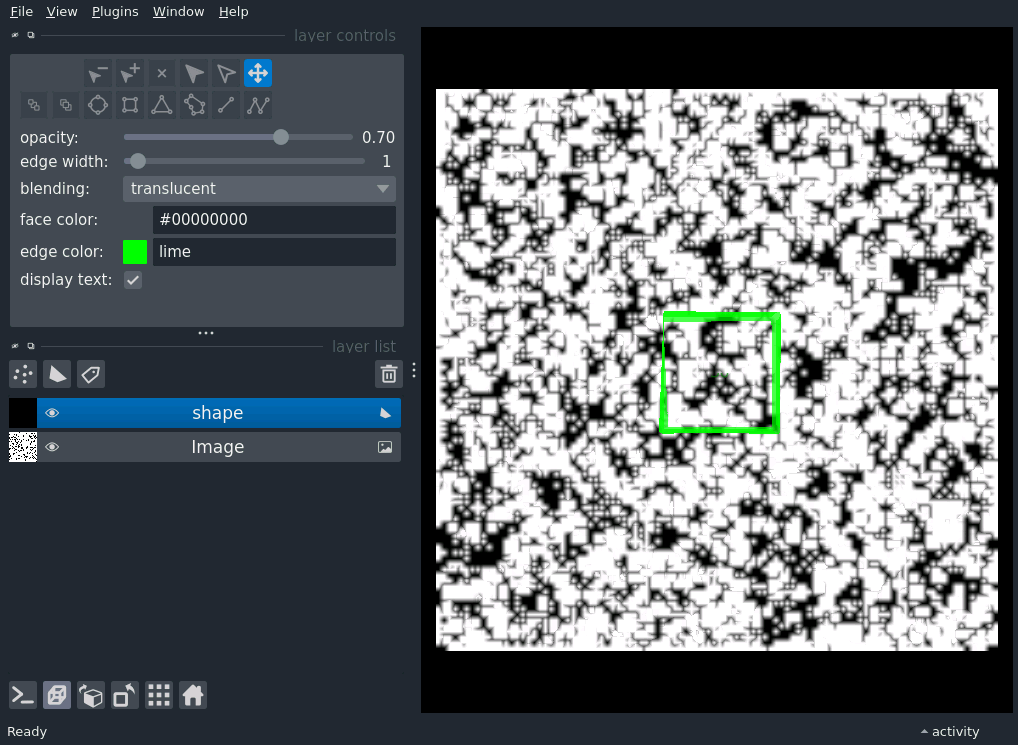 File View Plugins Window Help
layer controls
opacity: 0.70
edge width: 1
blending: translucent
face color: #00000000
edge color: lime
display text:
layer list
shape
Image
Ready
activity